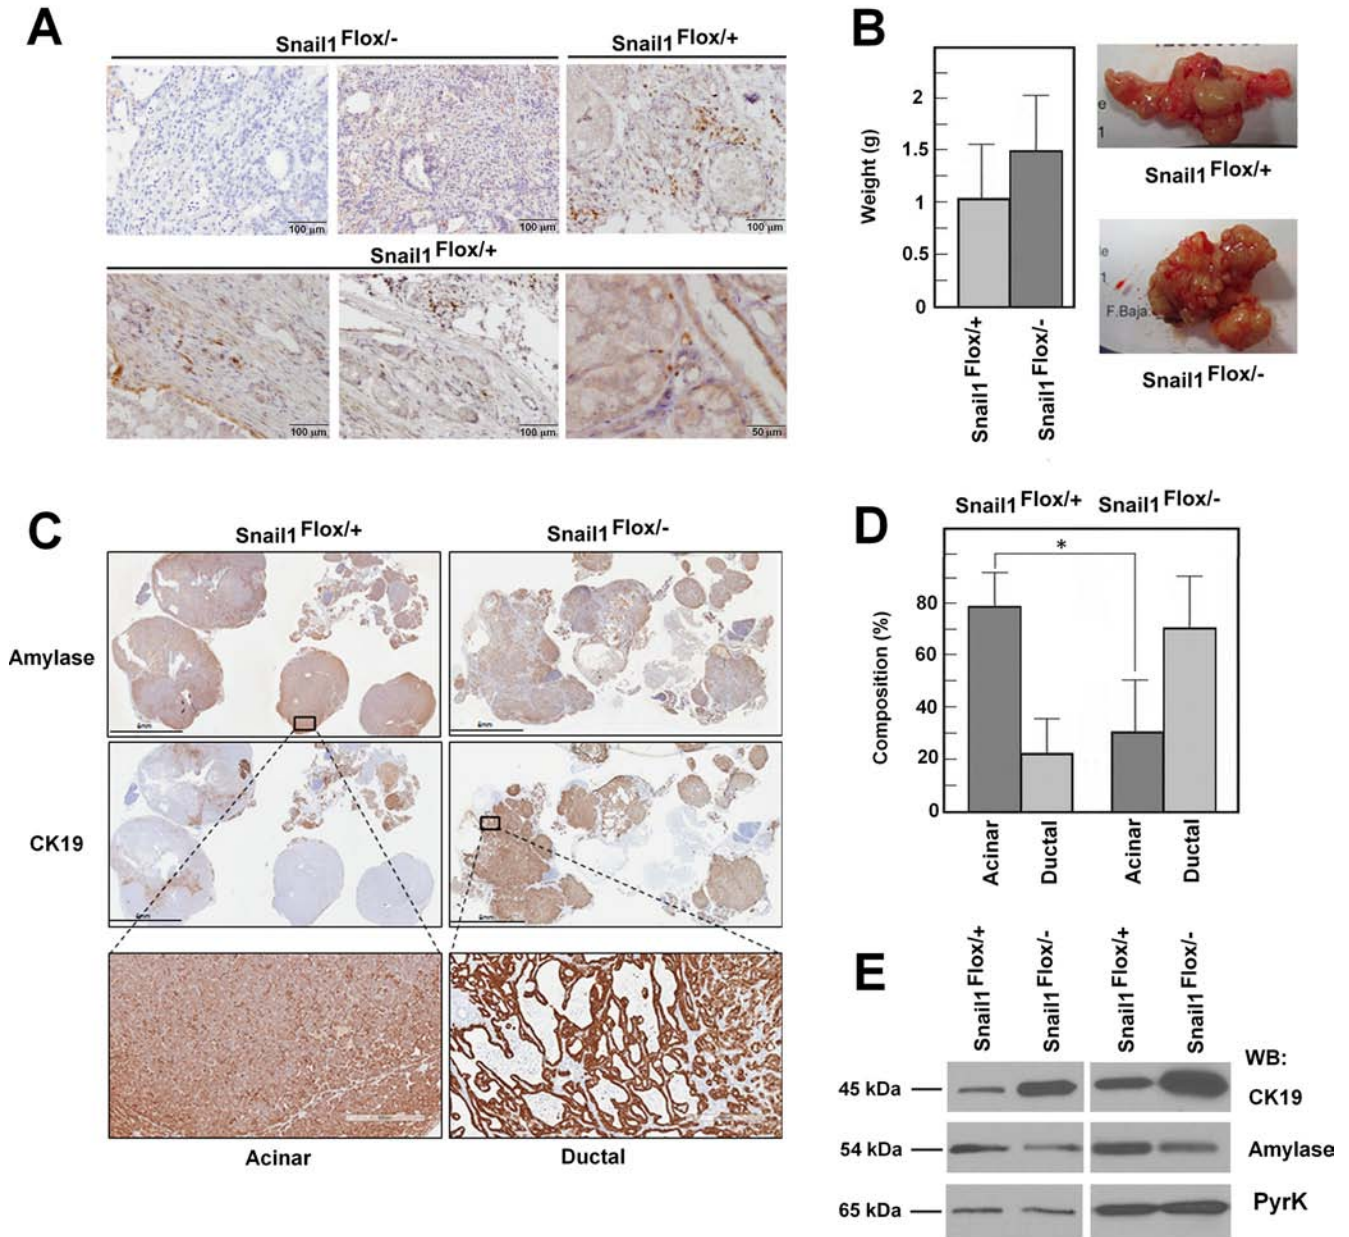 A
Snail1 Flox/-
Snail1 Flox/+
100 µm
100 µm
100 µm
Snail1 Flox/+
100 µm
100 µm
50 µm
B
Weight (g)
2
1.5
1
0.5
0
Snail1 Flox/+
Snail1 Flox/-
Snail1 Flox/+
e
1
F.Baja:
Snail1 Flox/-
C
Snail1 Flox/+
Snail1 Flox/-
Amylase
CK19
Acinar
Ductal
D
Snail1 Flox/+
Snail1 Flox/-
*
Composition (%)
80
60
40
20
0
Acinar
Ductal
Acinar
Ductal
E
Snail1 Flox/+
Snail1 Flox/-
Snail1 Flox/+
Snail1 Flox/-
WB:
45 kDa
CK19
54 kDa
Amylase
65 kDa
PyrK